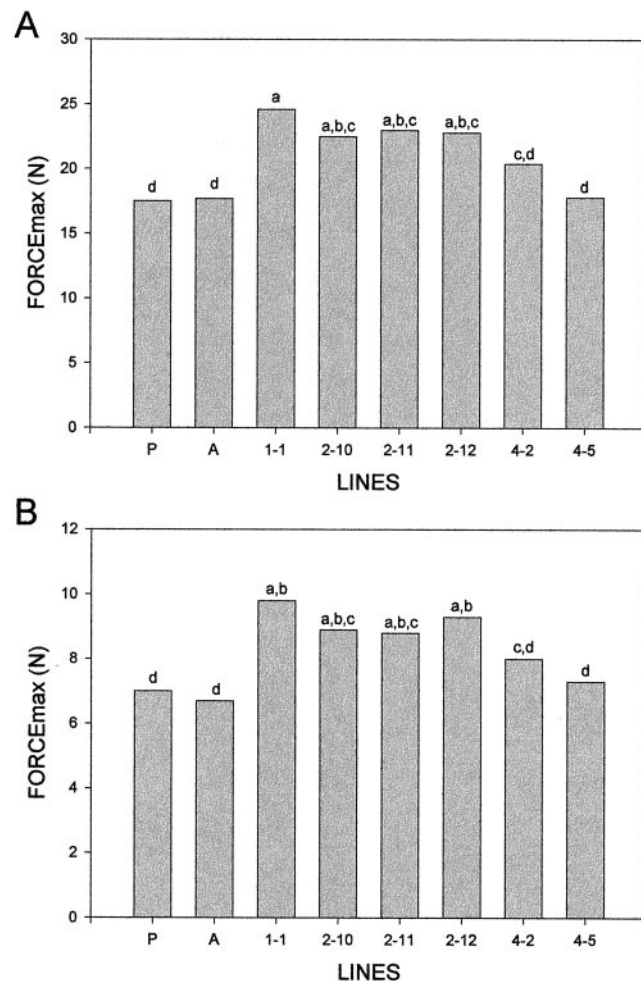 A
30
25
20
15
10
5
0
FORCEmax (N)
d
d
a
a,b,c
a,b,c
a,b,c
c,d
d
P A 1-1 2-10 2-11 2-12 4-2 4-5
LINES
B
12
10
8
6
4
2
0
FORCEmax (N)
d
d
a,b
a,b,c
a,b,c
a,b
c,d
d
P A 1-1 2-10 2-11 2-12 4-2 4-5
LINES